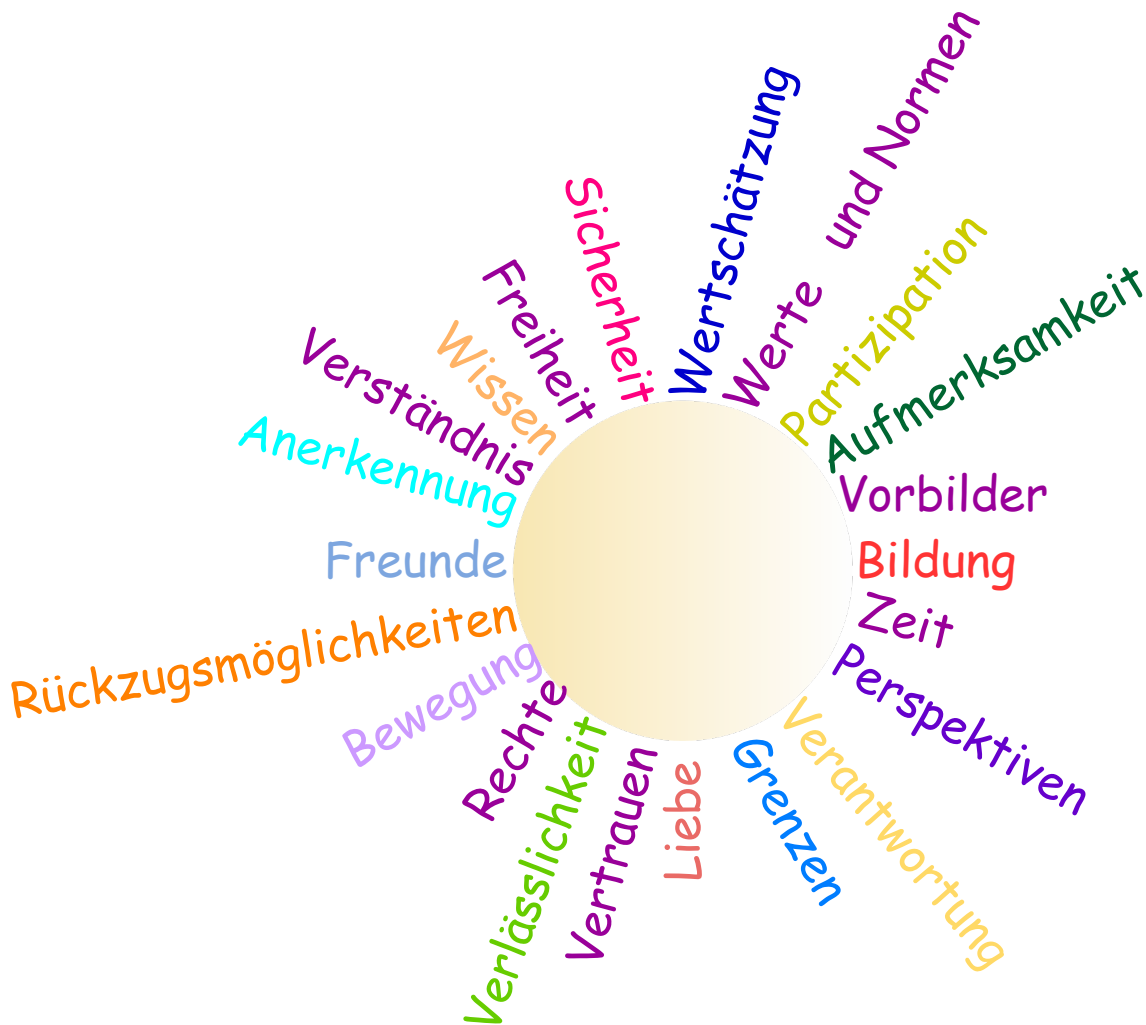 Wertschätzung
Werte und Normen
Partizipation
Aufmerksamkeit
Vorbilder
Bildung
Zeit
Perspektiven
Verantwortung
Grenzen
Liebe
Vertrauen
Verlässlichkeit
Rechte
Bewegung
Rückzugsmöglichkeiten
Freunde
Anerkennung
Verständnis
Wissen
Freiheit
Sicherheit